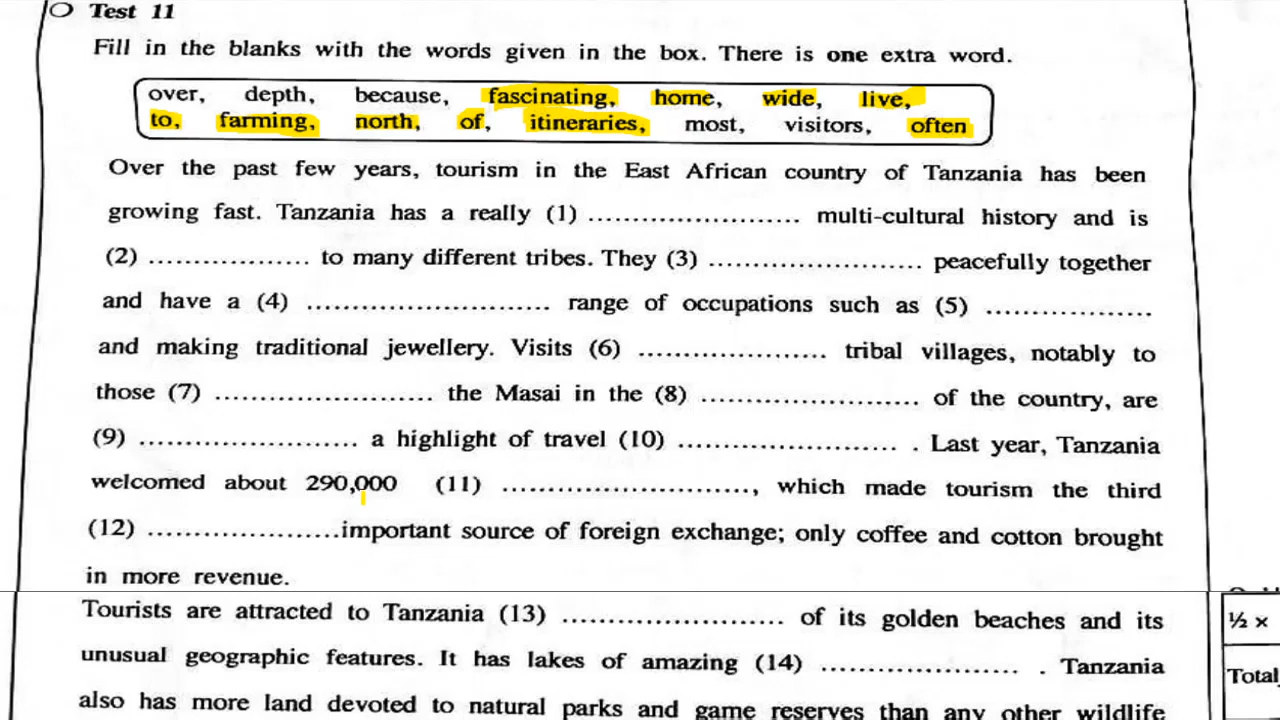 Test 11
Fill in the blanks with the words given in the box. There is one extra word.
over, depth, because, fascinating, home, wide, live,
to, farming, north, of, itineraries, most, visitors, often
Over the past few years, tourism in the East African country of Tanzania has been
growing fast. Tanzania has a really (1) ........................ multi-cultural history and is
(2) .................. to many different tribes. They (3) ........................ peacefully together
and have a (4) ........................... range of occupations such as (5) ..................
and making traditional jewellery. Visits (6) ..................... tribal villages, notably to
those (7) ........................ the Masai in the (8) ........................ of the country, are
(9) ........................ a highlight of travel (10) ........................ . Last year, Tanzania
welcomed about 290,000 (11) ..........................., which made tourism the third
(12) .....................important source of foreign exchange; only coffee and cotton brought
in more revenue.
Tourists are attracted to Tanzania (13) ........................ of its golden beaches and its
unusual geographic features. It has lakes of amazing (14) ...................... . Tanzania
also has more land devoted to natural parks and game reserves than any other wildlife
½ ×
Total